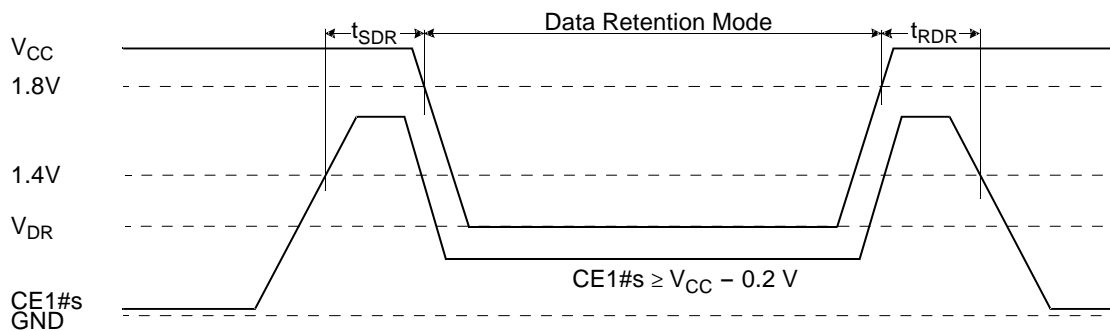 Data Retention Mode
tSDR
tRDR
VCC
1.8V
1.4V
VDR
CE1#s ≥ VCC − 0.2 V
CE1#s
GND